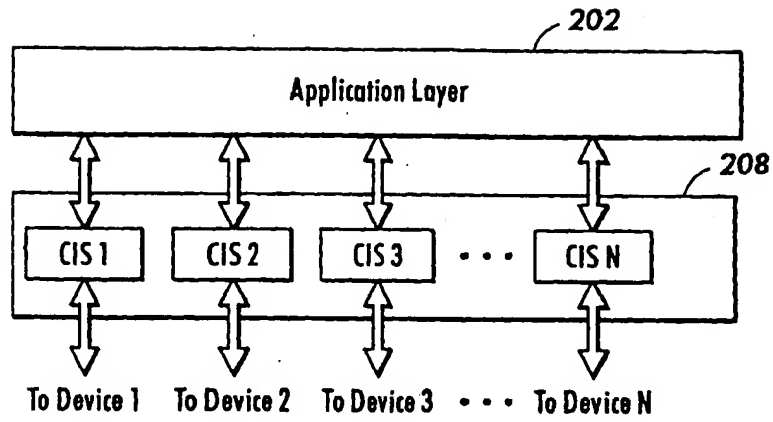 202
Application Layer
208
CIS 1 CIS 2 CIS 3 • • • CIS N
To Device 1 To Device 2 To Device 3 • • • To Device N